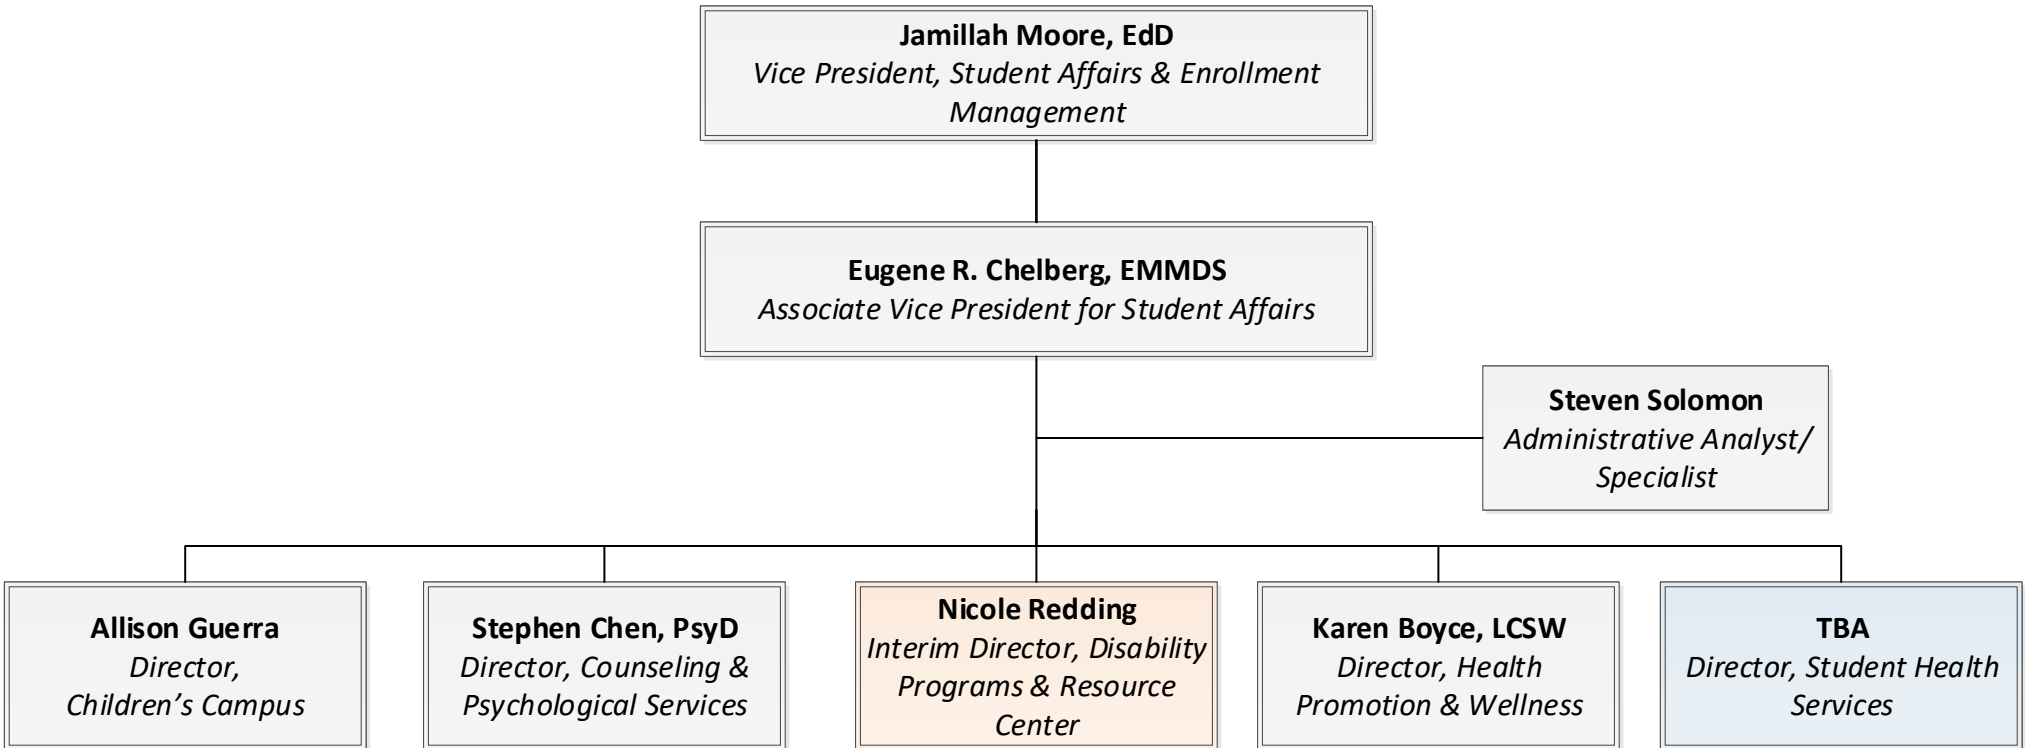 Jamillah Moore, EdD
Vice President, Student Affairs & Enrollment
Management
Eugene R. Chelberg, EMMDS
Associate Vice President for Student Affairs
Steven Solomon
Administrative Analyst/
Specialist
Allison Guerra
Director,
Children’s Campus
Stephen Chen, PsyD
Director, Counseling &
Psychological Services
Nicole Redding
Interim Director, Disability
Programs & Resource
Center
Karen Boyce, LCSW
Director, Health
Promotion & Wellness
TBA
Director, Student Health
Services